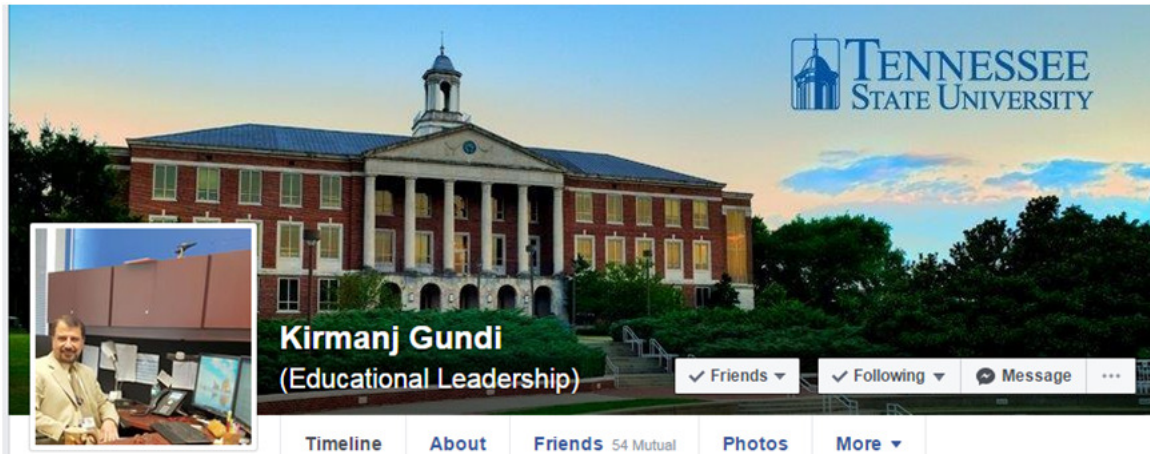 TENNESSEE
STATE UNIVERSITY
Kirmanj Gundi
(Educational Leadership)
Friends
Following
Message
Timeline
About
Friends 54 Mutual
Photos
More